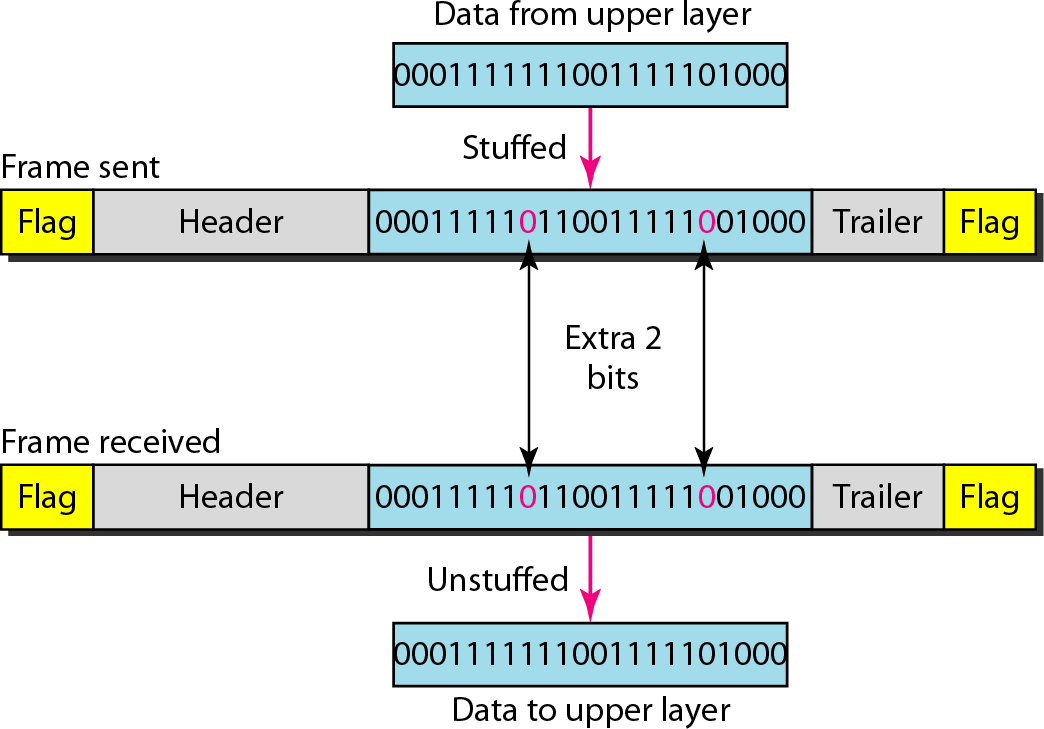 Data from upper layer
0001111111001111101000
Stuffed
Frame sent
Flag Header 000111110110011111001000 Trailer Flag
Extra 2
bits
Frame received
Flag Header 000111110110011111001000 Trailer Flag
Unstuffed
0001111111001111101000
Data to upper layer